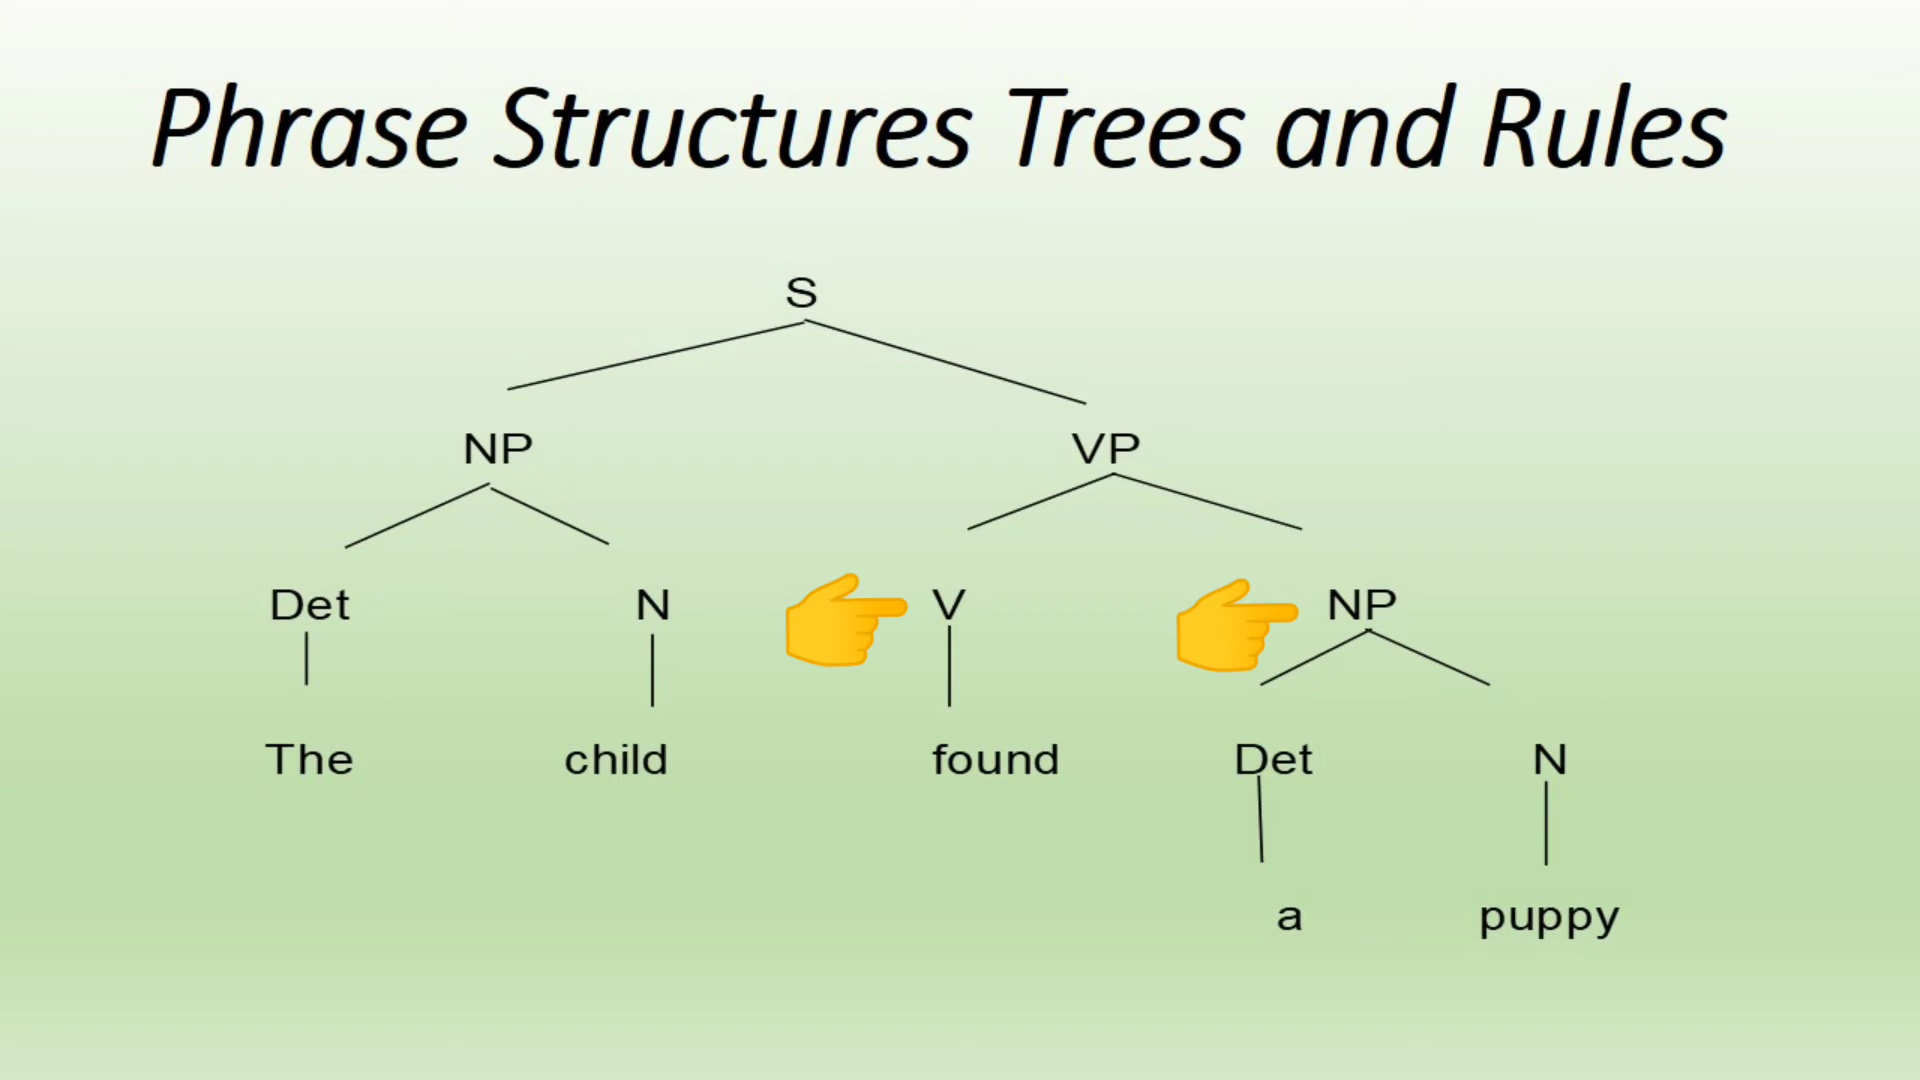 Phrase Structures Trees and Rules
S
NP VP
Det N V NP
The child found Det N
a puppy